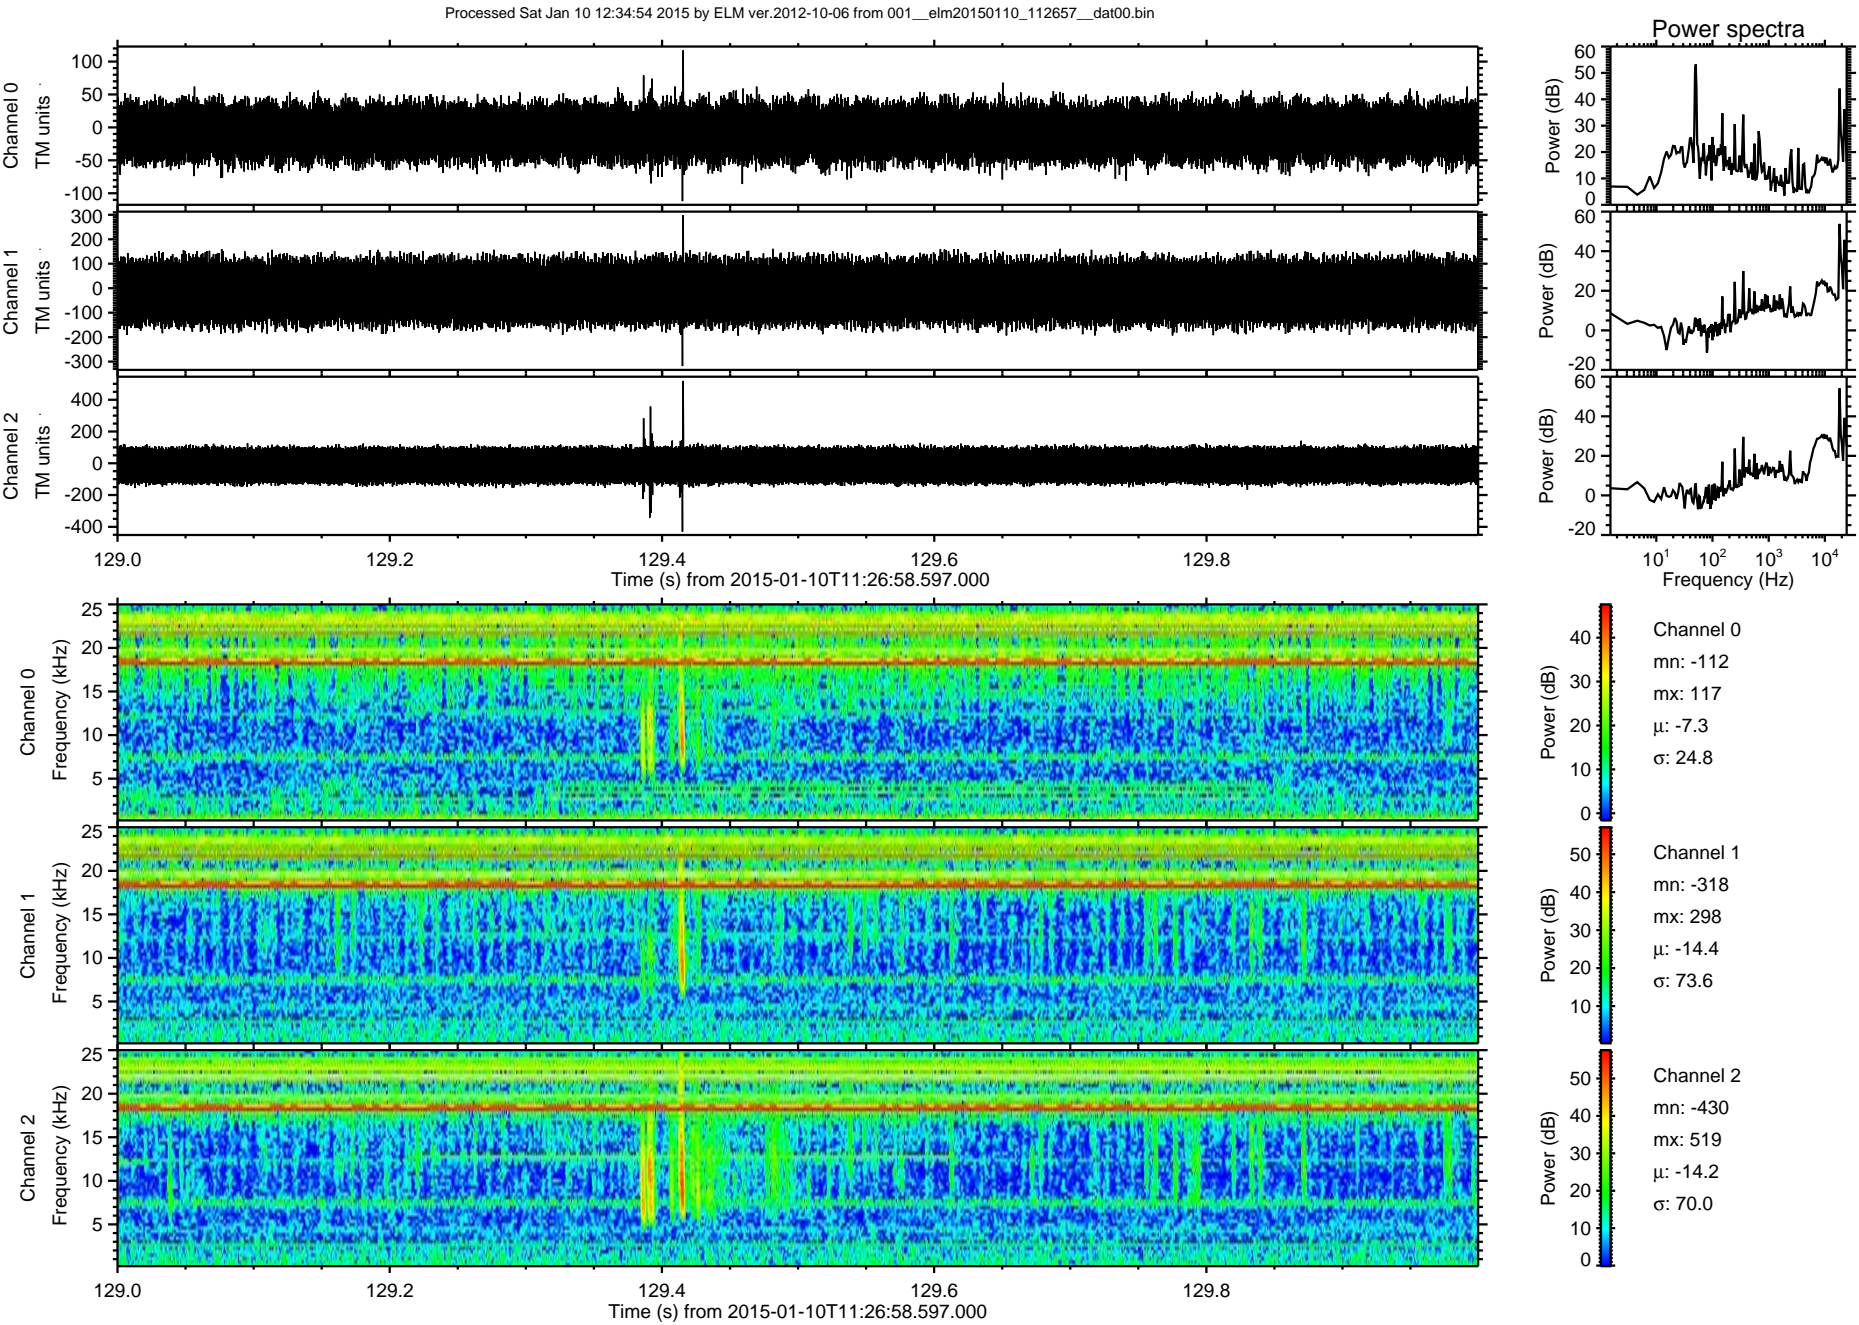 Processed Sat Jan 10 12:34:54 2015 by ELM ver.2012-10-06 from 001__elm20150110_112657__dat00.bin
Power spectra
Channel 0
TM units
100
50
0
-50
-100
Power (dB)
60
50
40
30
20
10
0
Channel 1
TM units
300
200
100
0
-100
-200
-300
Power (dB)
60
40
20
0
-20
Channel 2
TM units
400
200
0
-200
-400
Power (dB)
60
40
20
0
-20
129.0 129.2 129.4 129.6 129.8
Time (s) from 2015-01-10T11:26:58.597.000
10^1 10^2 10^3 10^4
Frequency (Hz)
Channel 0
Frequency (kHz)
25
20
15
10
5
Power (dB)
40
30
20
10
0
Channel 0
mn: -112
mx: 117
μ: -7.3
σ: 24.8
Channel 1
Frequency (kHz)
25
20
15
10
5
Power (dB)
50
40
30
20
10
Channel 1
mn: -318
mx: 298
μ: -14.4
σ: 73.6
Channel 2
Frequency (kHz)
25
20
15
10
5
Power (dB)
50
40
30
20
10
0
Channel 2
mn: -430
mx: 519
μ: -14.2
σ: 70.0
129.0 129.2 129.4 129.6 129.8
Time (s) from 2015-01-10T11:26:58.597.000